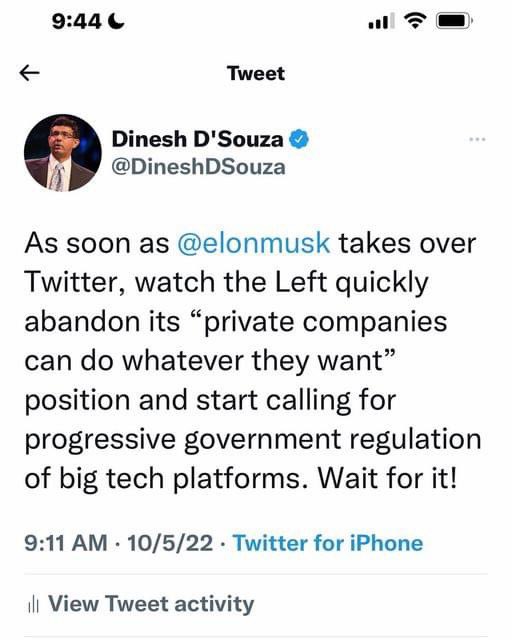 9:44
Tweet
Dinesh D'Souza
@DineshDSouza
As soon as @elonmusk takes over
Twitter, watch the Left quickly
abandon its “private companies
can do whatever they want”
position and start calling for
progressive government regulation
of big tech platforms. Wait for it!
9:11 AM · 10/5/22 · Twitter for iPhone
View Tweet activity